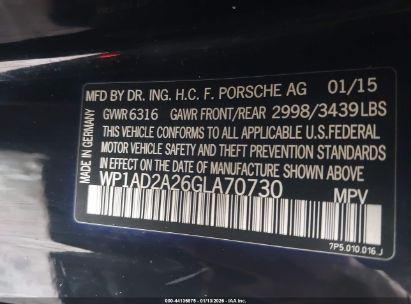 MFD BY DR. ING. H.C. F. PORSCHE AG 01/15
GVWR 6316 GAWR FRONT/REAR 2998/3439 LBS
THIS VEHICLE CONFORMS TO ALL APPLICABLE U.S. FEDERAL
MOTOR VEHICLE SAFETY, BUMPER, AND THEFT PREVENTION
STANDARDS IN EFFECT ON THE DATE OF MANUFACTURE SHOWN ABOVE.
WP1AD2A26GLA70730 MPV
MADE IN GERMANY
7P5.010.016 J